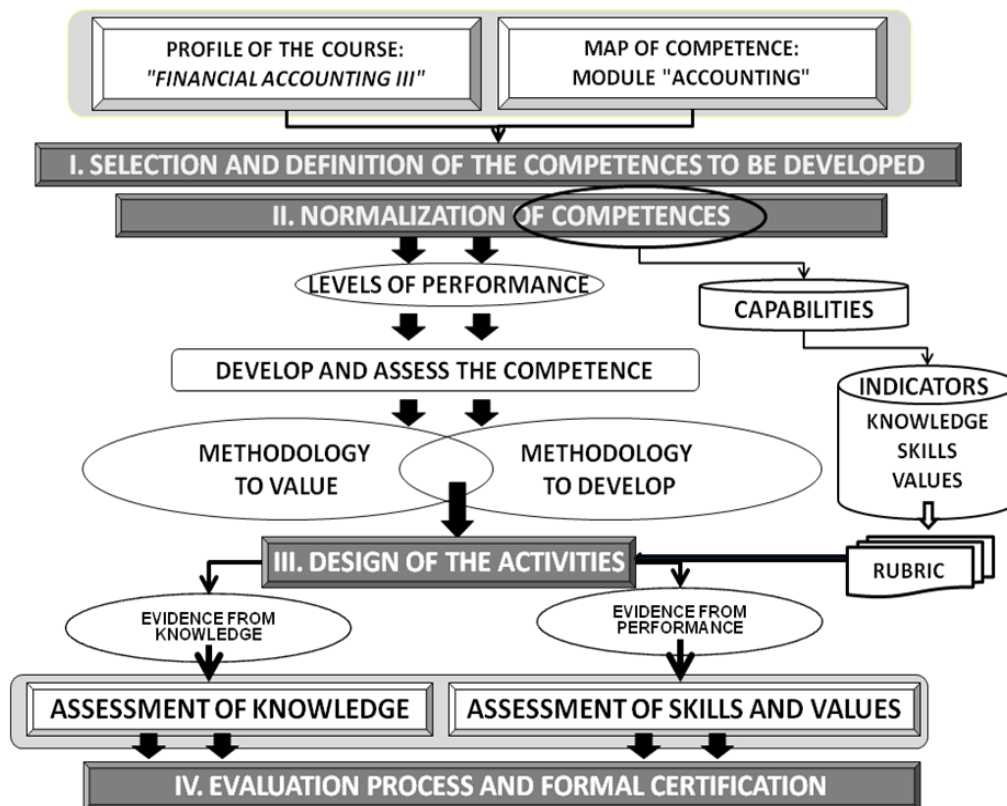 PROFILE OF THE COURSE:
"FINANCIAL ACCOUNTING III"
MAP OF COMPETENCE:
MODULE "ACCOUNTING"
I. SELECTION AND DEFINITION OF THE COMPETENCES TO BE DEVELOPED
II. NORMALIZATION OF COMPETENCES
LEVELS OF PERFORMANCE
CAPABILITIES
DEVELOP AND ASSESS THE COMPETENCE
INDICATORS
KNOWLEDGE
SKILLS
VALUES
METHODOLOGY
TO VALUE
METHODOLOGY
TO DEVELOP
III. DESIGN OF THE ACTIVITIES
RUBRIC
EVIDENCE FROM
KNOWLEDGE
EVIDENCE FROM
PERFORMANCE
ASSESSMENT OF KNOWLEDGE
ASSESSMENT OF SKILLS AND VALUES
IV. EVALUATION PROCESS AND FORMAL CERTIFICATION